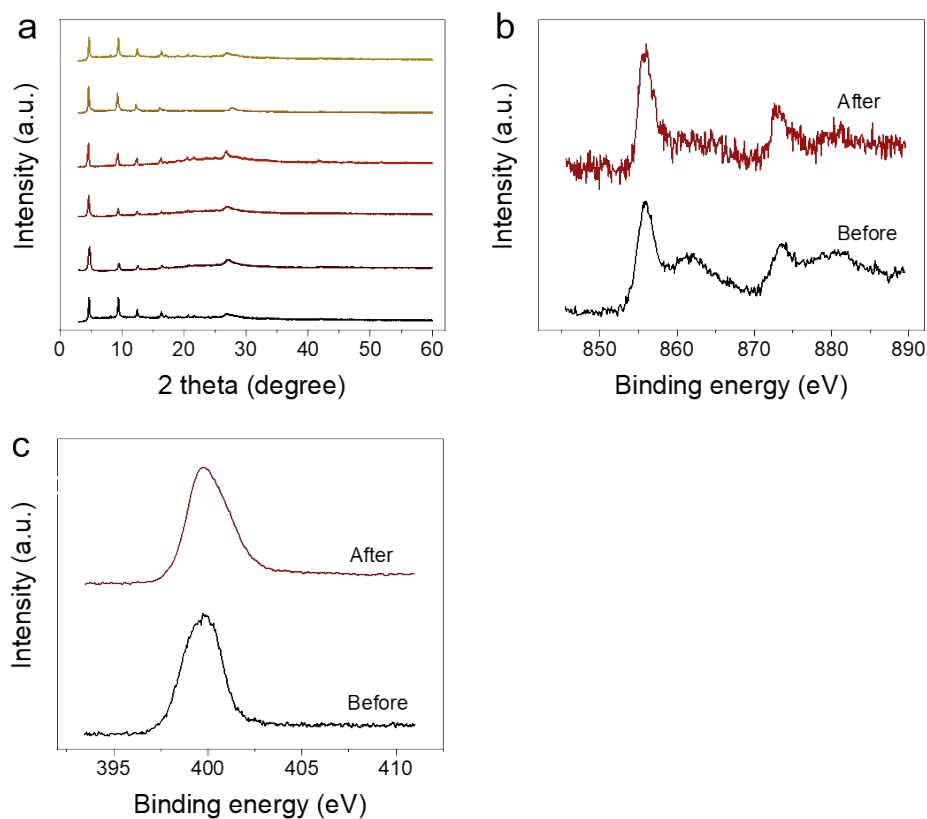 a
Intensity (a.u.)
0 10 20 30 40 50 60
2 theta (degree)
b
Intensity (a.u.)
After
Before
850 860 870 880 890
Binding energy (eV)
c
Intensity (a.u.)
After
Before
395 400 405 410
Binding energy (eV)